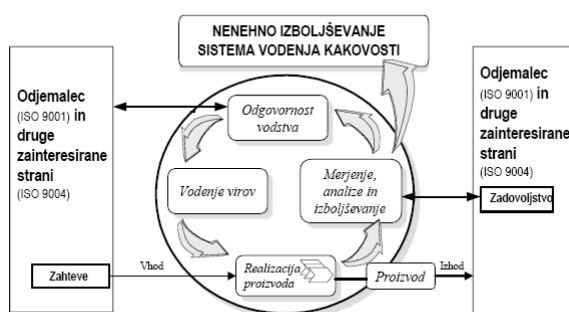 NENEHNO IZBOLJŠEVANJE
SISTEMA VODENJA KAKOVOSTI
Odjemalec
(ISO 9001) in
druge
zainteresirane
strani
(ISO 9004)
Zahteve
Odgovornost
vodstva
Vodenje virov
Merjenje,
analize in
izboljševanje
Vhod
Realizacija
proizvoda
Proizvod
Izhod
Odjemalec
(ISO 9001) in
druge
zainteresirane
strani
(ISO 9004)
Zadovoljstvo